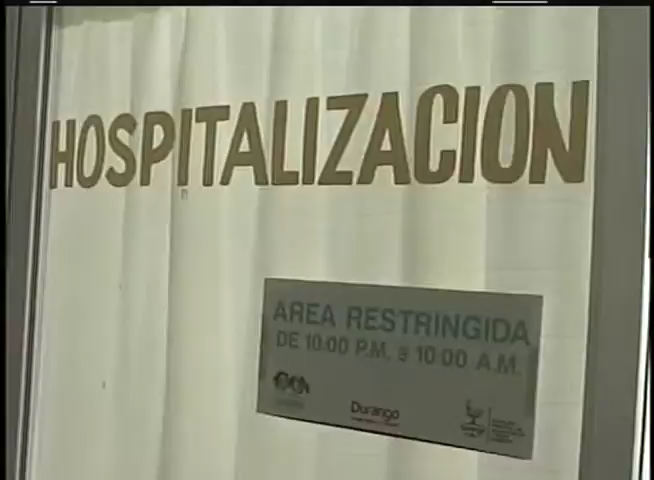 HOSPITALIZACION
AREA RESTRINGIDA
DE 10:00 P.M. a 10:00 A.M.
Durango